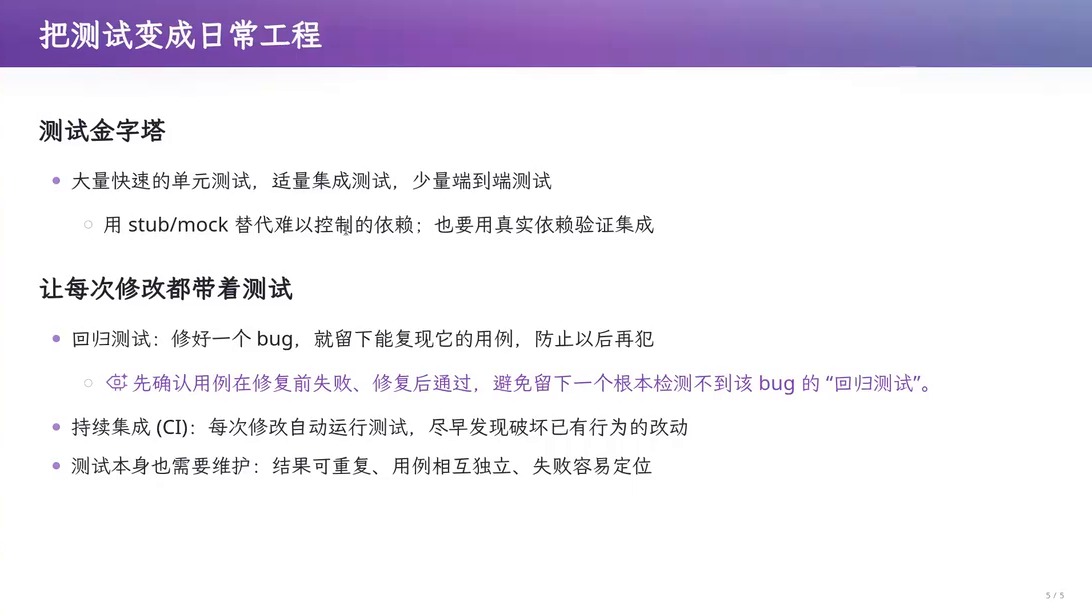 把测试变成日常工程
测试金字塔
大量快速的单元测试，适量集成测试，少量端到端测试
用 stub/mock 替代难以控制的依赖；也要用真实依赖验证集成
让每次修改都带着测试
回归测试：修好一个 bug，就留下能复现它的用例，防止以后再犯
先确认用例在修复前失败、修复后通过，避免留下一个根本检测不到该 bug 的 “回归测试”。
持续集成 (CI)：每次修改自动运行测试，尽早发现破坏已有行为的改动
测试本身也需要维护：结果可重复、用例相互独立、失败容易定位
5 / 5